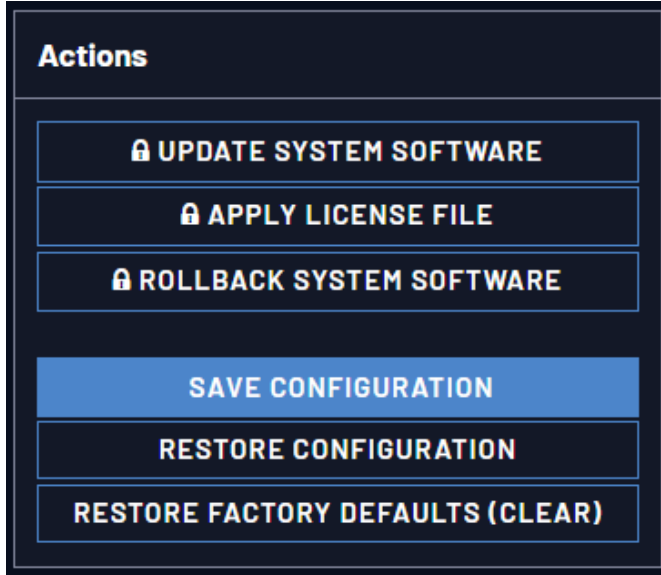 Actions
UPDATE SYSTEM SOFTWARE
APPLY LICENSE FILE
ROLLBACK SYSTEM SOFTWARE
SAVE CONFIGURATION
RESTORE CONFIGURATION
RESTORE FACTORY DEFAULTS (CLEAR)